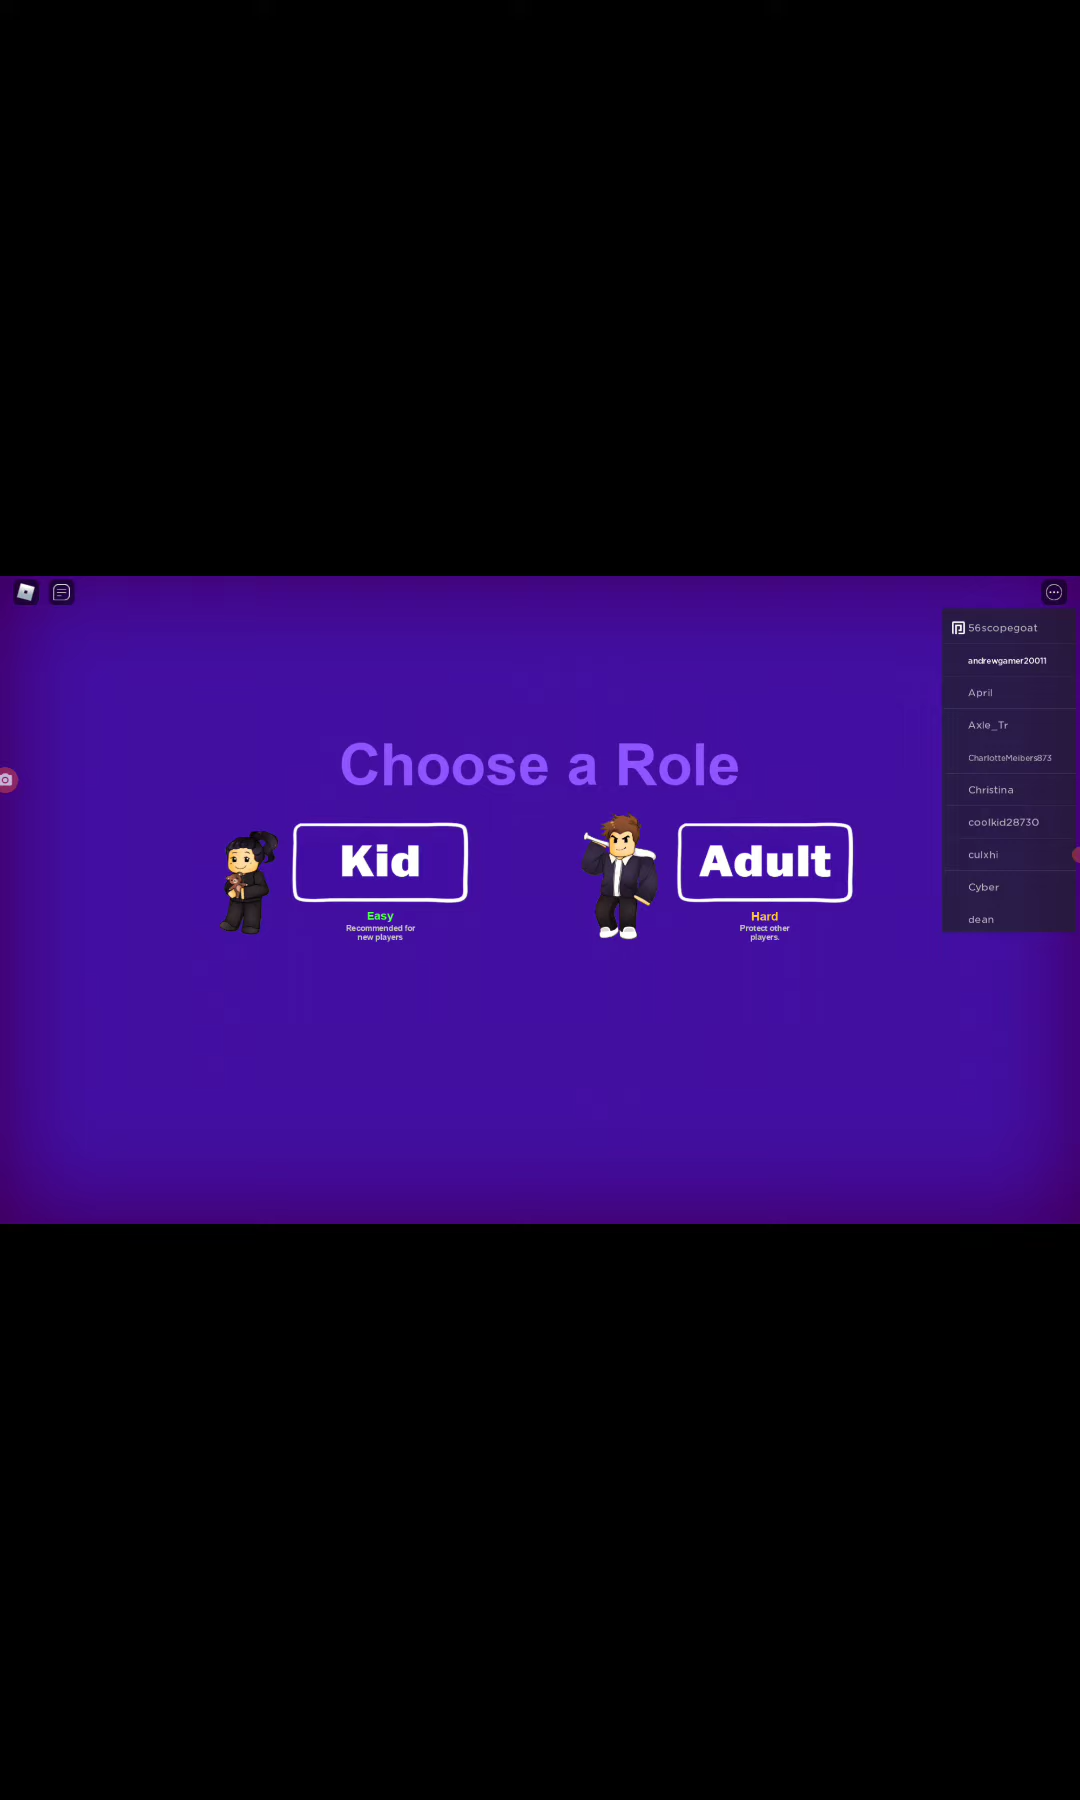 Choose a Role
Kid
Easy
Recommended for
new players
Adult
Hard
Protect other
players.
56scopegoat
andrewgamer20011
April
Axle_Tr
CharlotteMeibers873
Christina
coolkid28730
culxhi
Cyber
dean